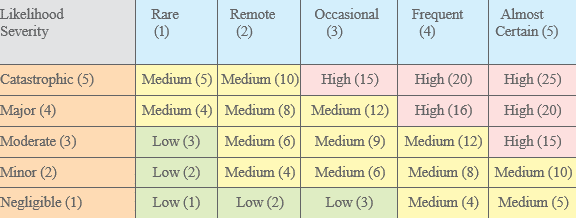 Likelihood Rare Remote Occasional Frequent Almost
Severity (1) (2) (3) (4) Certain (5)
Catastrophic (5) Medium (5) Medium (10) High (15) High (20) High (25)
Major (4) Medium (4) Medium (8) Medium (12) High (16) High (20)
Moderate (3) Low (3) Medium (6) Medium (9) Medium (12) High (15)
Minor (2) Low (2) Medium (4) Medium (6) Medium (8) Medium (10)
Negligible (1) Low (1) Low (2) Low (3) Medium (4) Medium (5)